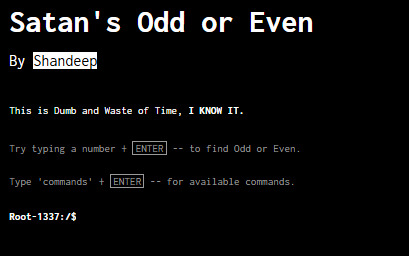 Satan's Odd or Even
By Shandeep
This is Dumb and Waste of Time, I KNOW IT.
Try typing a number + ENTER -- to find Odd or Even.
Type 'commands' + ENTER -- for available commands.
Root-1337:/$